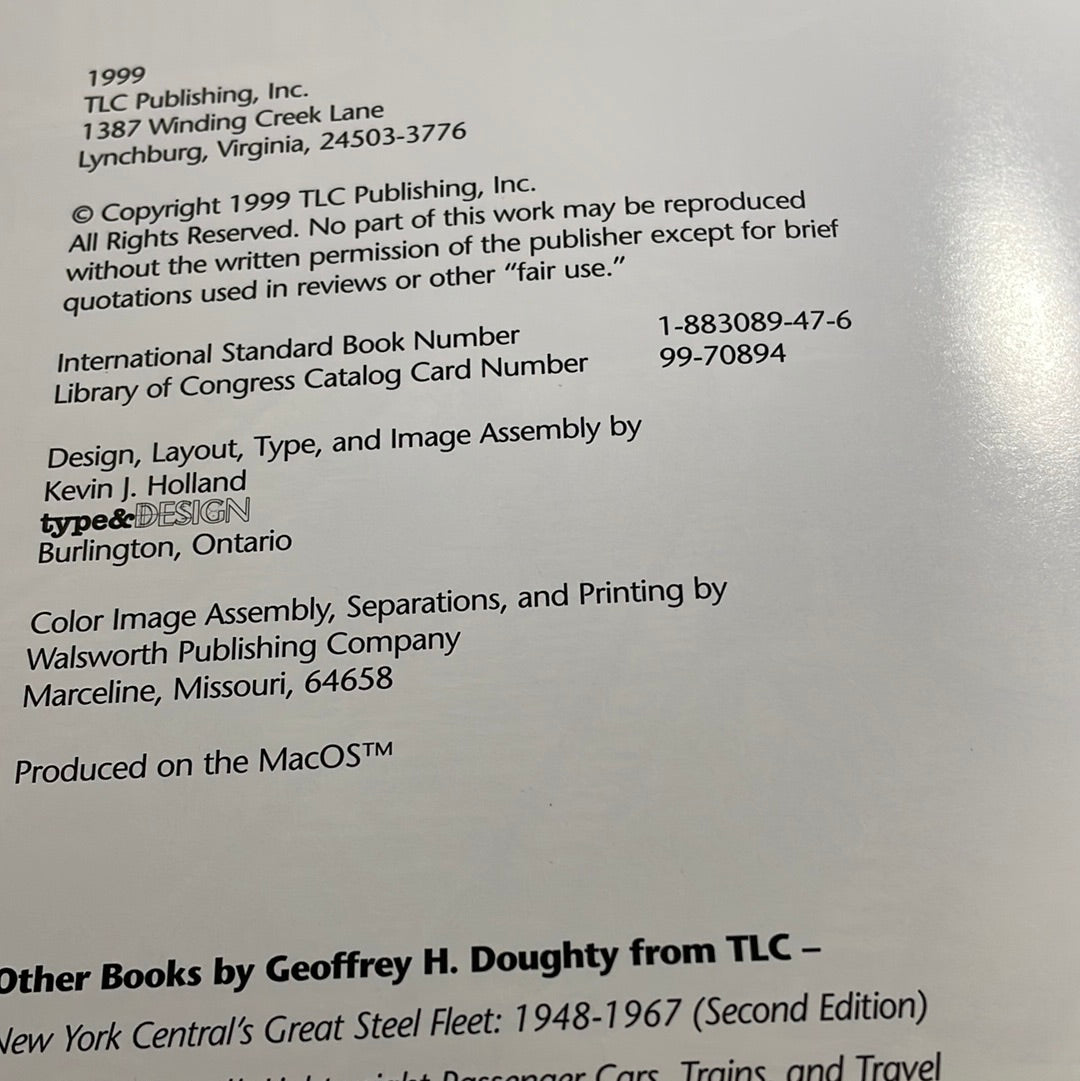 1999
TLC Publishing, Inc.
1387 Winding Creek Lane
Lynchburg, Virginia, 24503-3776
© Copyright 1999 TLC Publishing, Inc.
All Rights Reserved. No part of this work may be reproduced
without the written permission of the publisher except for brief
quotations used in reviews or other “fair use.”
International Standard Book Number 1-883089-47-6
Library of Congress Catalog Card Number 99-70894
Design, Layout, Type, and Image Assembly by
Kevin J. Holland
type&DESIGN
Burlington, Ontario
Color Image Assembly, Separations, and Printing by
Walsworth Publishing Company
Marceline, Missouri, 64658
Produced on the MacOS™
Other Books by Geoffrey H. Doughty from TLC –
New York Central’s Great Steel Fleet: 1948-1967 (Second Edition)
Passenger Cars, Trains, and Travel